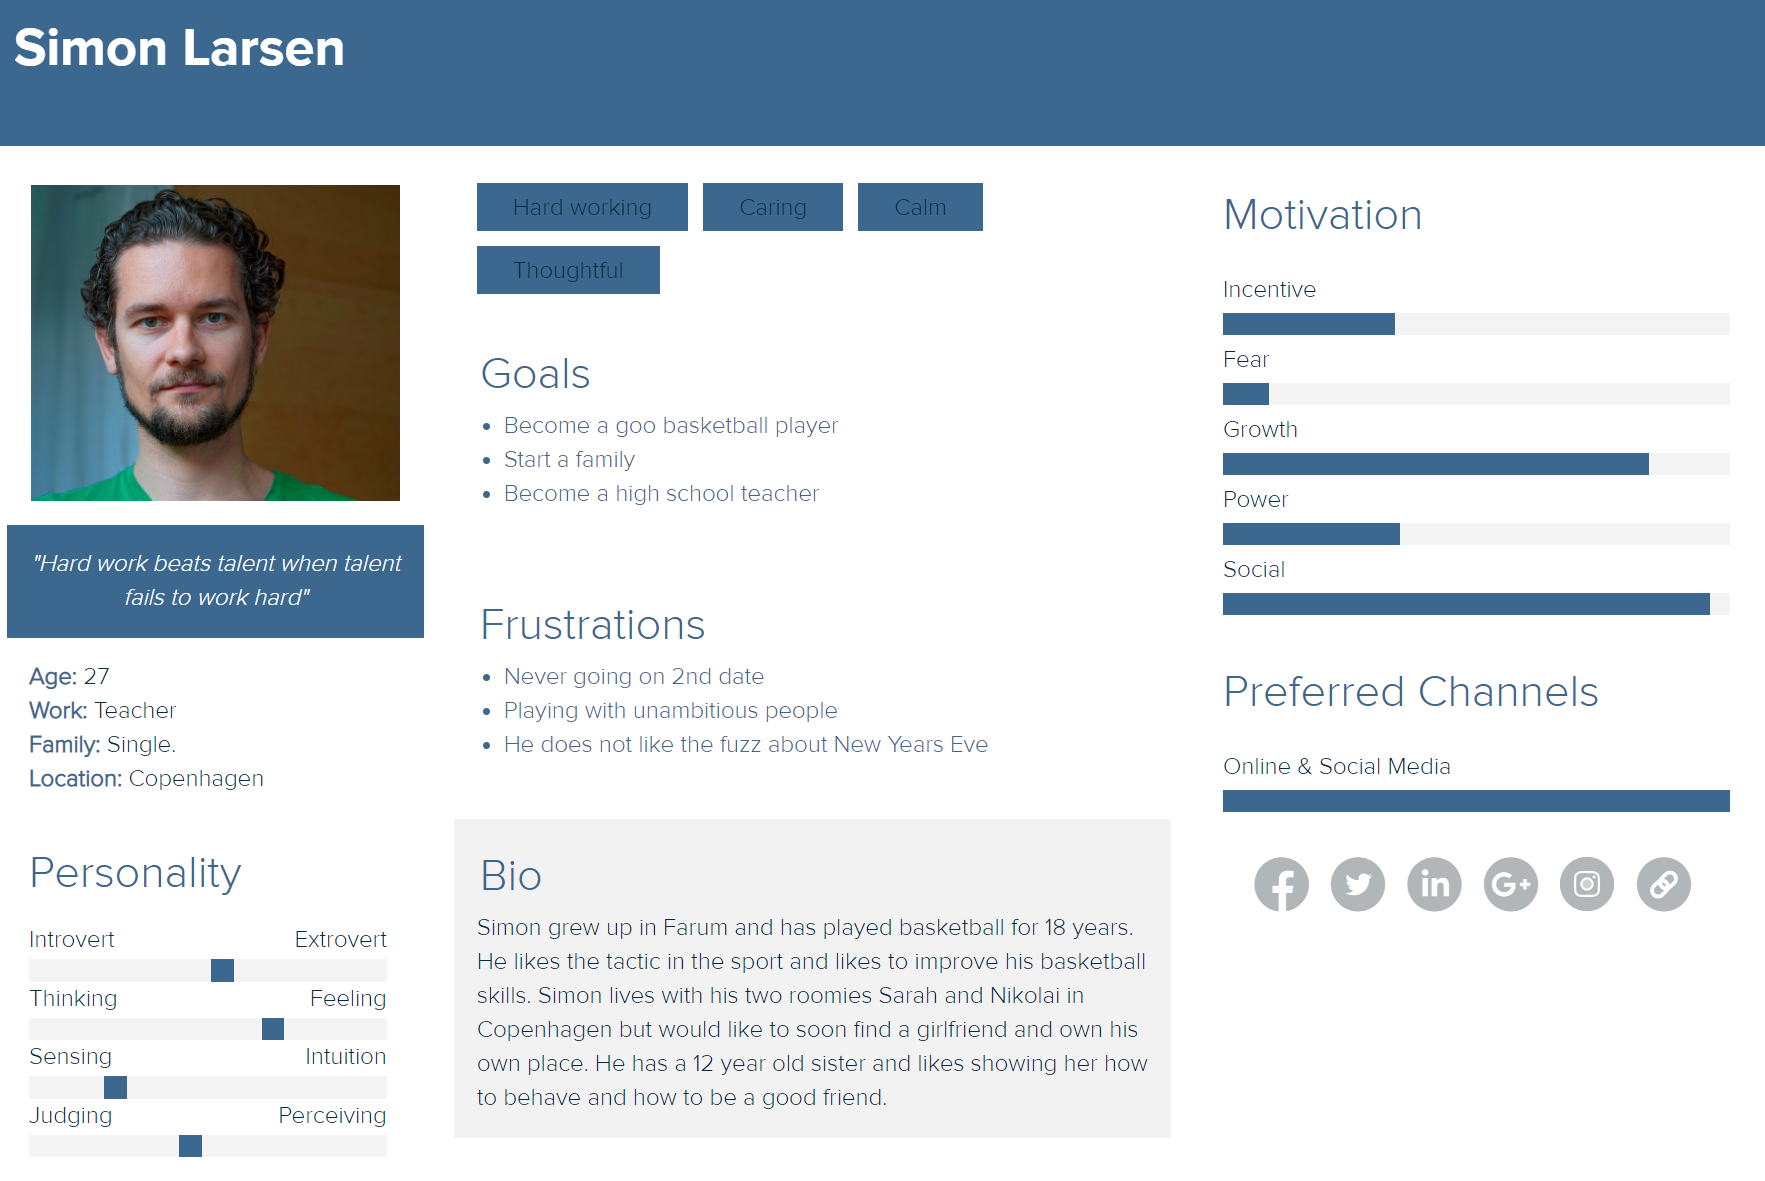 Simon Larsen
"Hard work beats talent when talent
fails to work hard"
Age: 27
Work: Teacher
Family: Single.
Location: Copenhagen
Personality
Introvert Extrovert
Thinking Feeling
Sensing Intuition
Judging Perceiving
Hard working Caring Calm
Thoughtful
Goals
• Become a goo basketball player
• Start a family
• Become a high school teacher
Frustrations
• Never going on 2nd date
• Playing with unambitious people
• He does not like the fuzz about New Years Eve
Bio
Simon grew up in Farum and has played basketball for 18 years.
He likes the tactic in the sport and likes to improve his basketball
skills. Simon lives with his two roomies Sarah and Nikolai in
Copenhagen but would like to soon find a girlfriend and own his
own place. He has a 12 year old sister and likes showing her how
to behave and how to be a good friend.
Motivation
Incentive
Fear
Growth
Power
Social
Preferred Channels
Online & Social Media